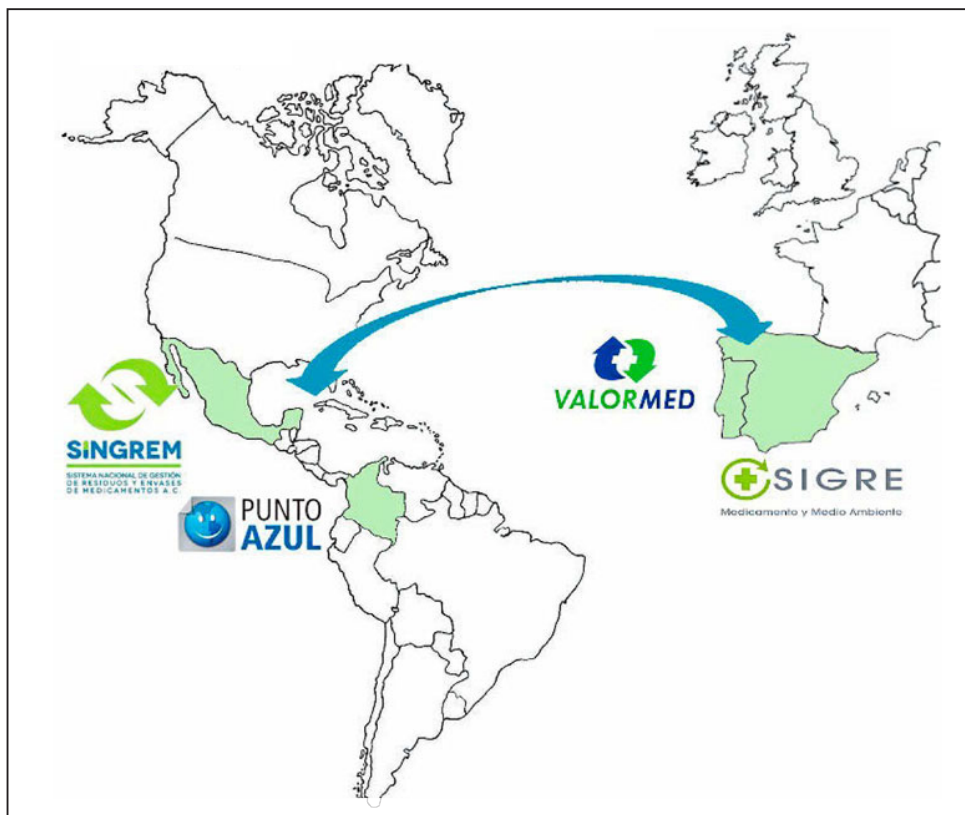 SINGREM
SISTEMA NACIONAL DE GESTIÓN
DE RESIDUOS Y ENVASES
DE MEDICAMENTOS A.C.
PUNTO
AZUL
VALORMED
SIGRE
Medicamento y Medio Ambiente